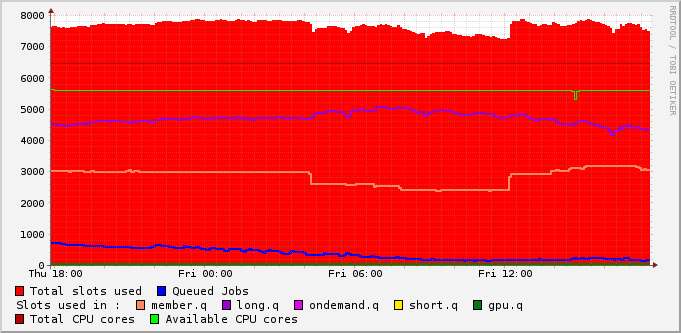 8000
7000
6000
5000
4000
3000
2000
1000
0
Thu 18:00 Fri 00:00 Fri 06:00 Fri 12:00
RRDTOOL / TOBI OETIKER
Total slots used Queued Jobs
Slots used in : member.q long.q ondemand.q short.q gpu.q
Total CPU cores Available CPU cores